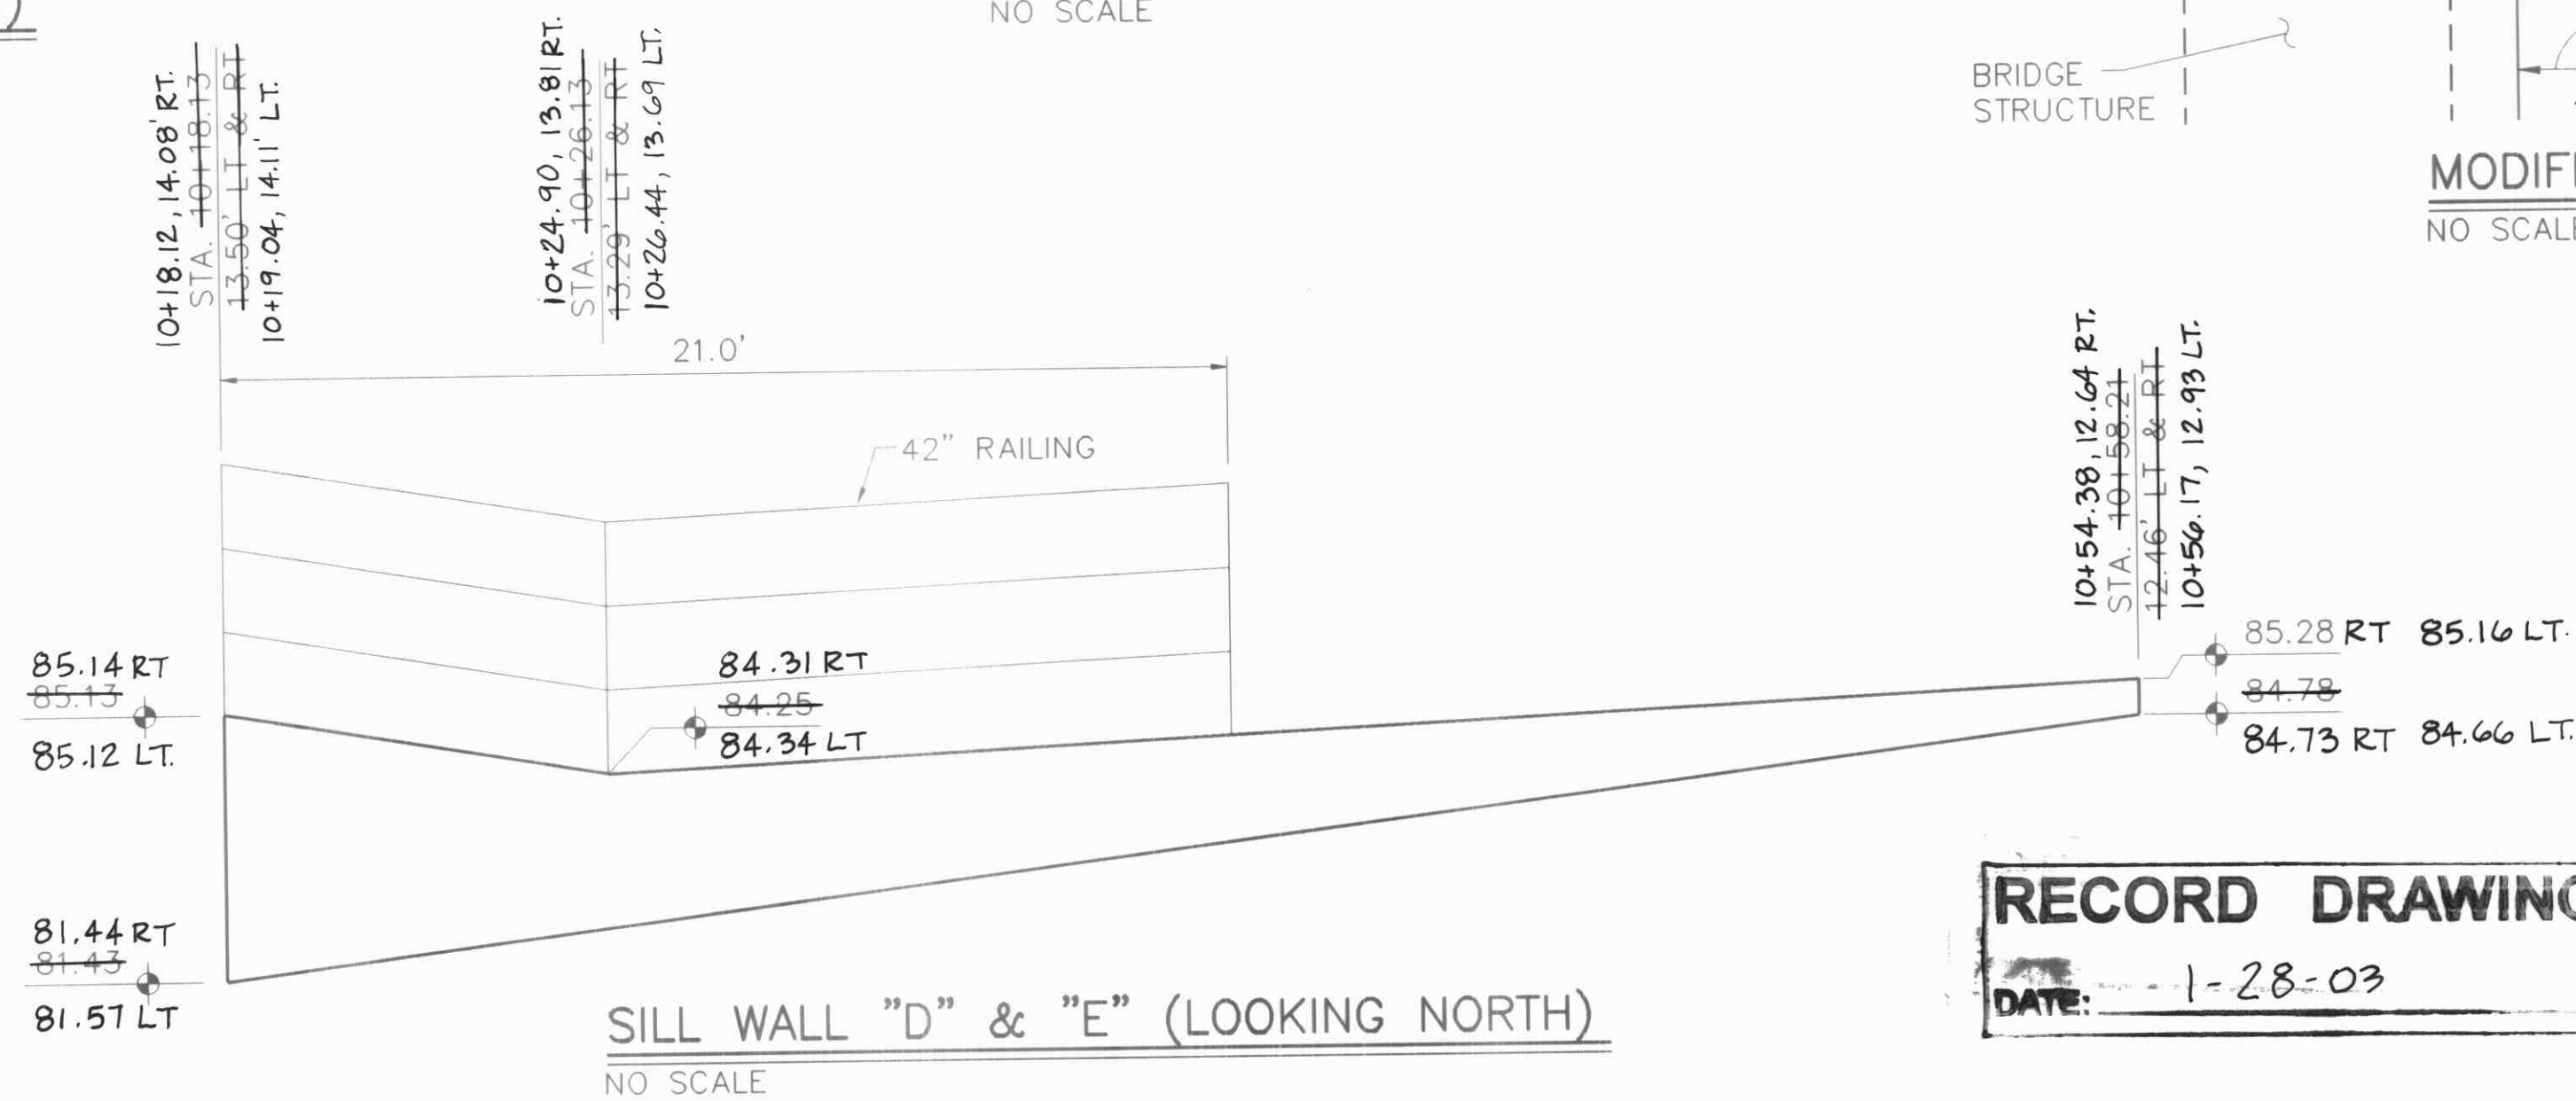 NO SCALE
10+18.12, 14.08' RT.
STA. 10+18.13
13.50' LT & RT
10+19.04, 14.11' LT.
10+24.90, 13.81 RT.
STA. 10+26.13
13.29' LT & RT
10+26.44, 13.69 LT.
BRIDGE
STRUCTURE
MODIFI
NO SCALE
21.0'
42" RAILING
10+54.38, 12.64 RT.
STA. 10+58.21
12.46' LT & RT
10+56.17, 12.93 LT.
85.28 RT 85.16 LT.
84.78
84.73 RT 84.66 LT.
85.14 RT
85.13
85.12 LT.
84.31 RT
84.25
84.34 LT
81.44 RT
81.43
81.57 LT
SILL WALL "D" & "E" (LOOKING NORTH)
NO SCALE
RECORD DRAWING
DATE: 1-28-03